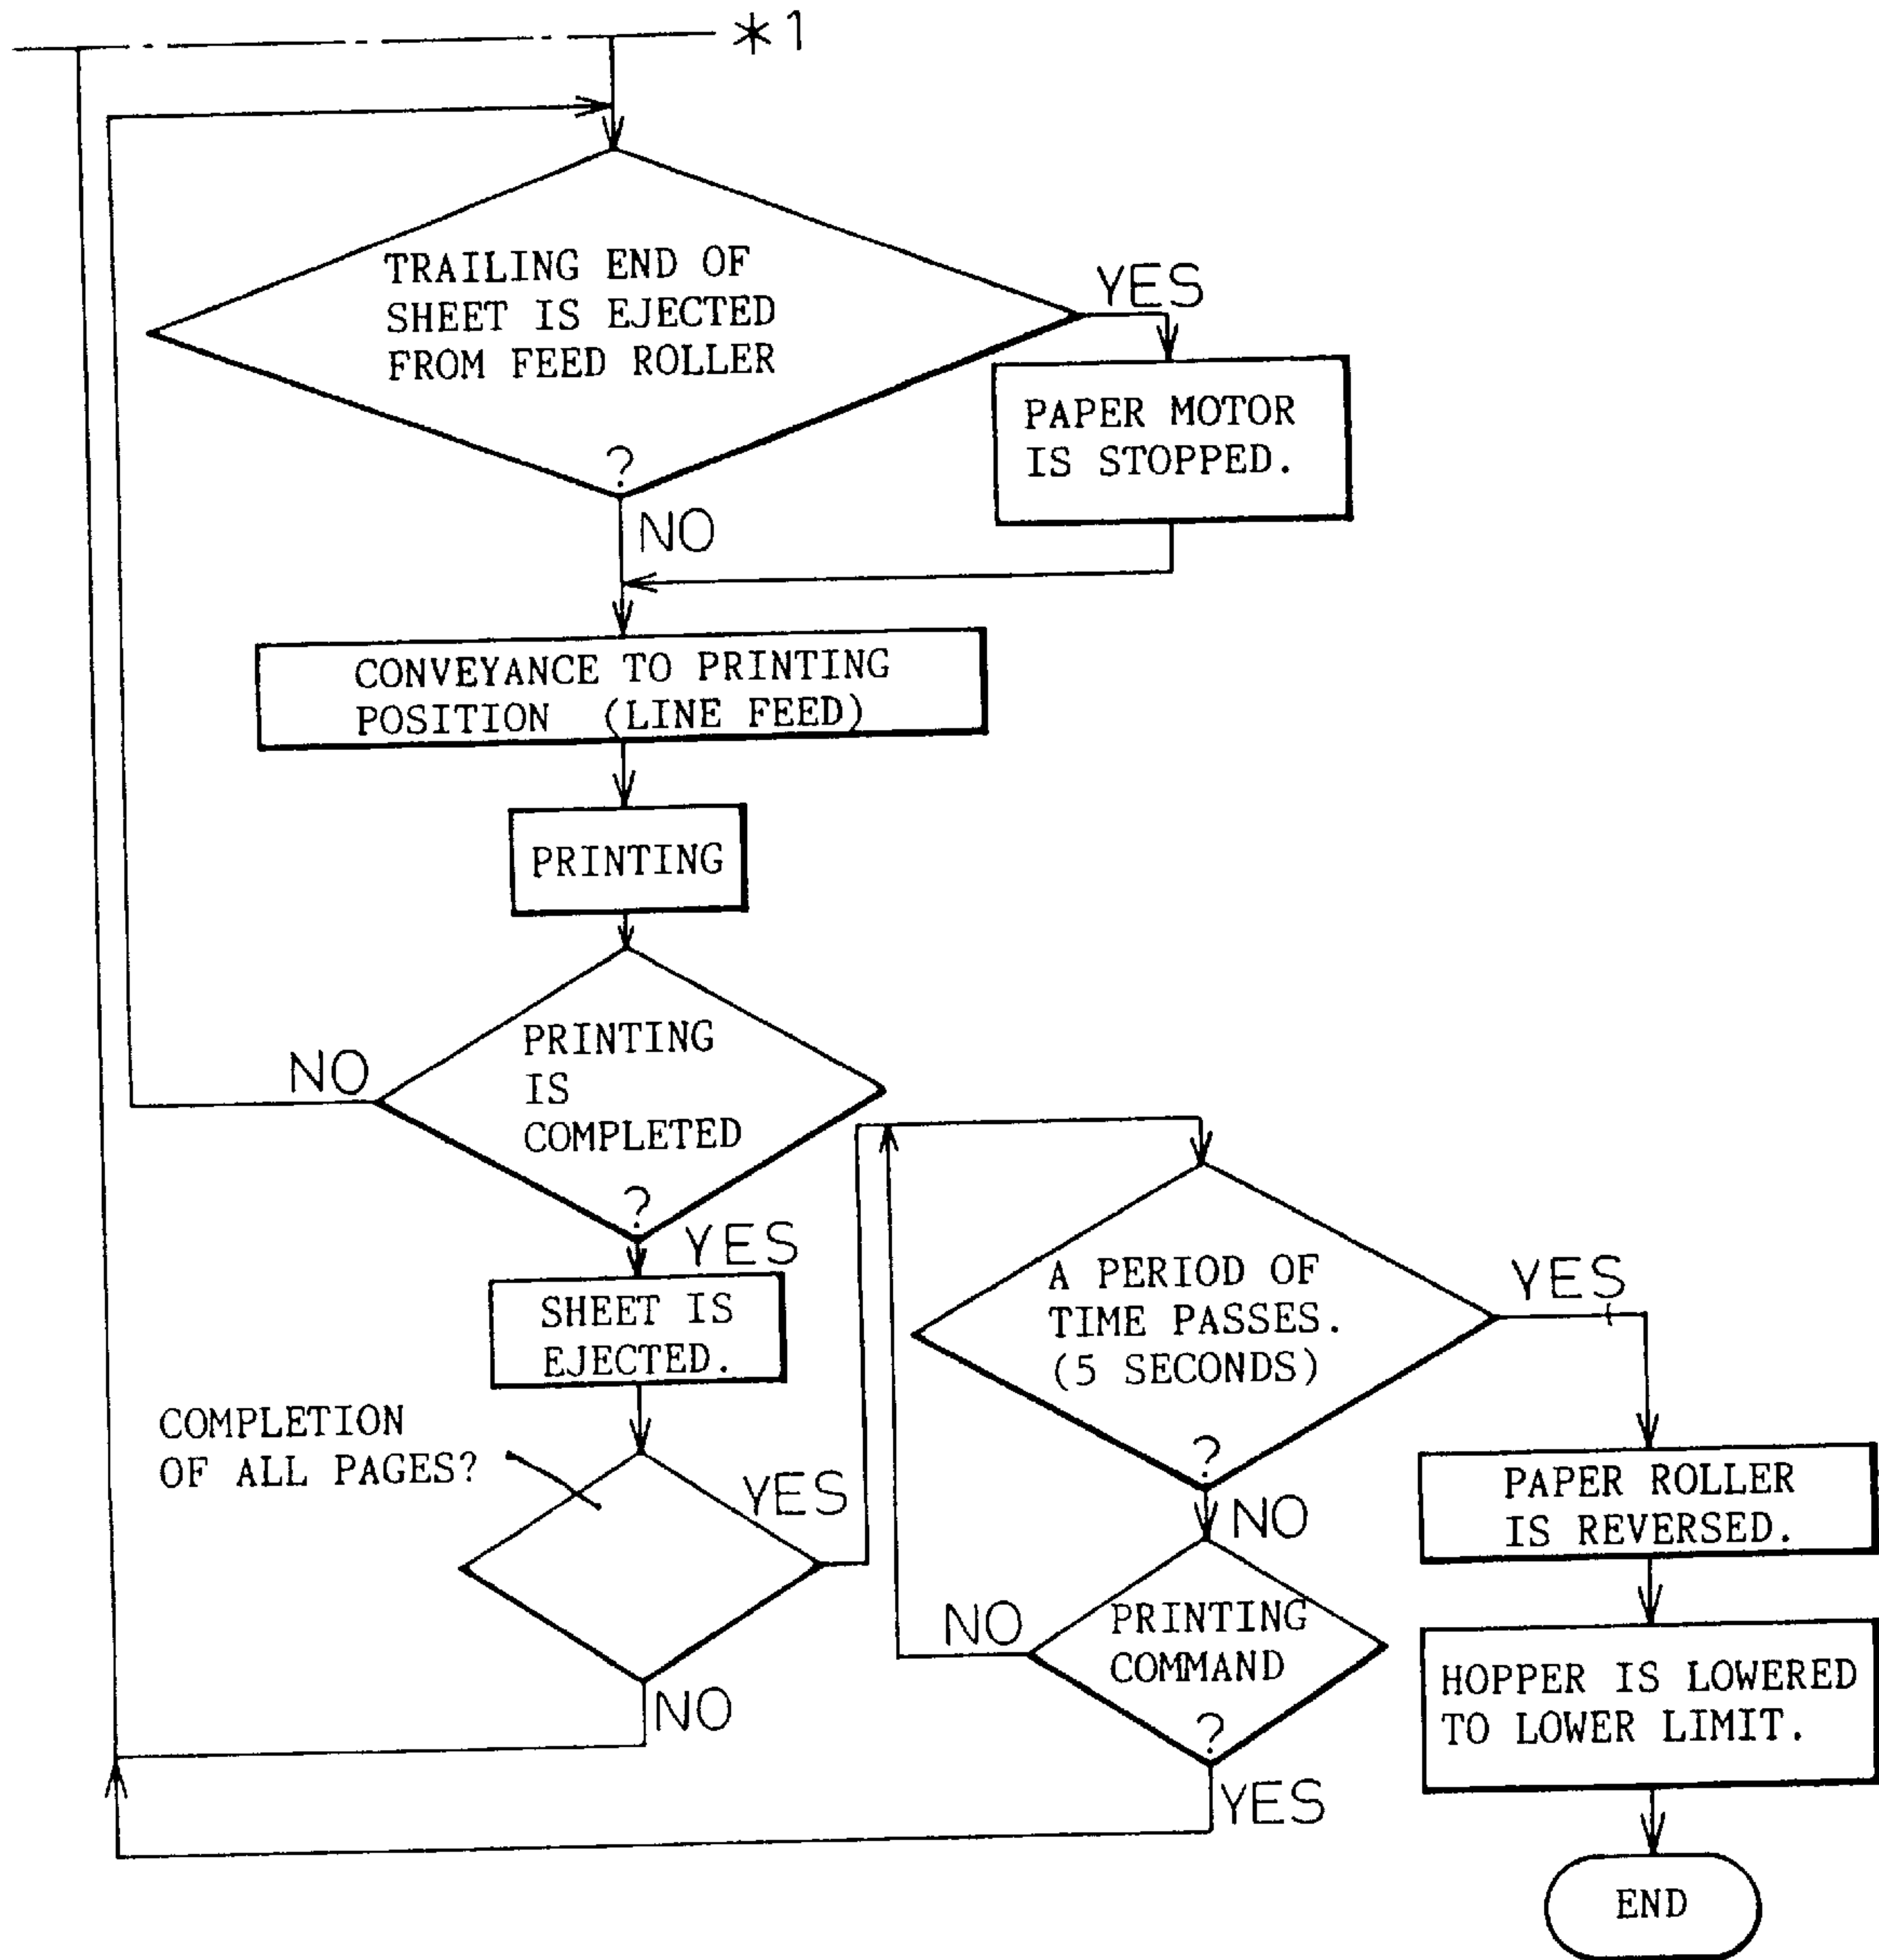 *1
TRAILING END OF
SHEET IS EJECTED
FROM FEED ROLLER
?
YES
PAPER MOTOR
IS STOPPED.
NO
CONVEYANCE TO PRINTING
POSITION (LINE FEED)
PRINTING
PRINTING
IS
COMPLETED
?
NO
YES
SHEET IS
EJECTED.
COMPLETION
OF ALL PAGES?
YES
NO
A PERIOD OF
TIME PASSES.
(5 SECONDS)
?
YES
NO
PRINTING
COMMAND
?
NO
YES
PAPER ROLLER
IS REVERSED.
HOPPER IS LOWERED
TO LOWER LIMIT.
END